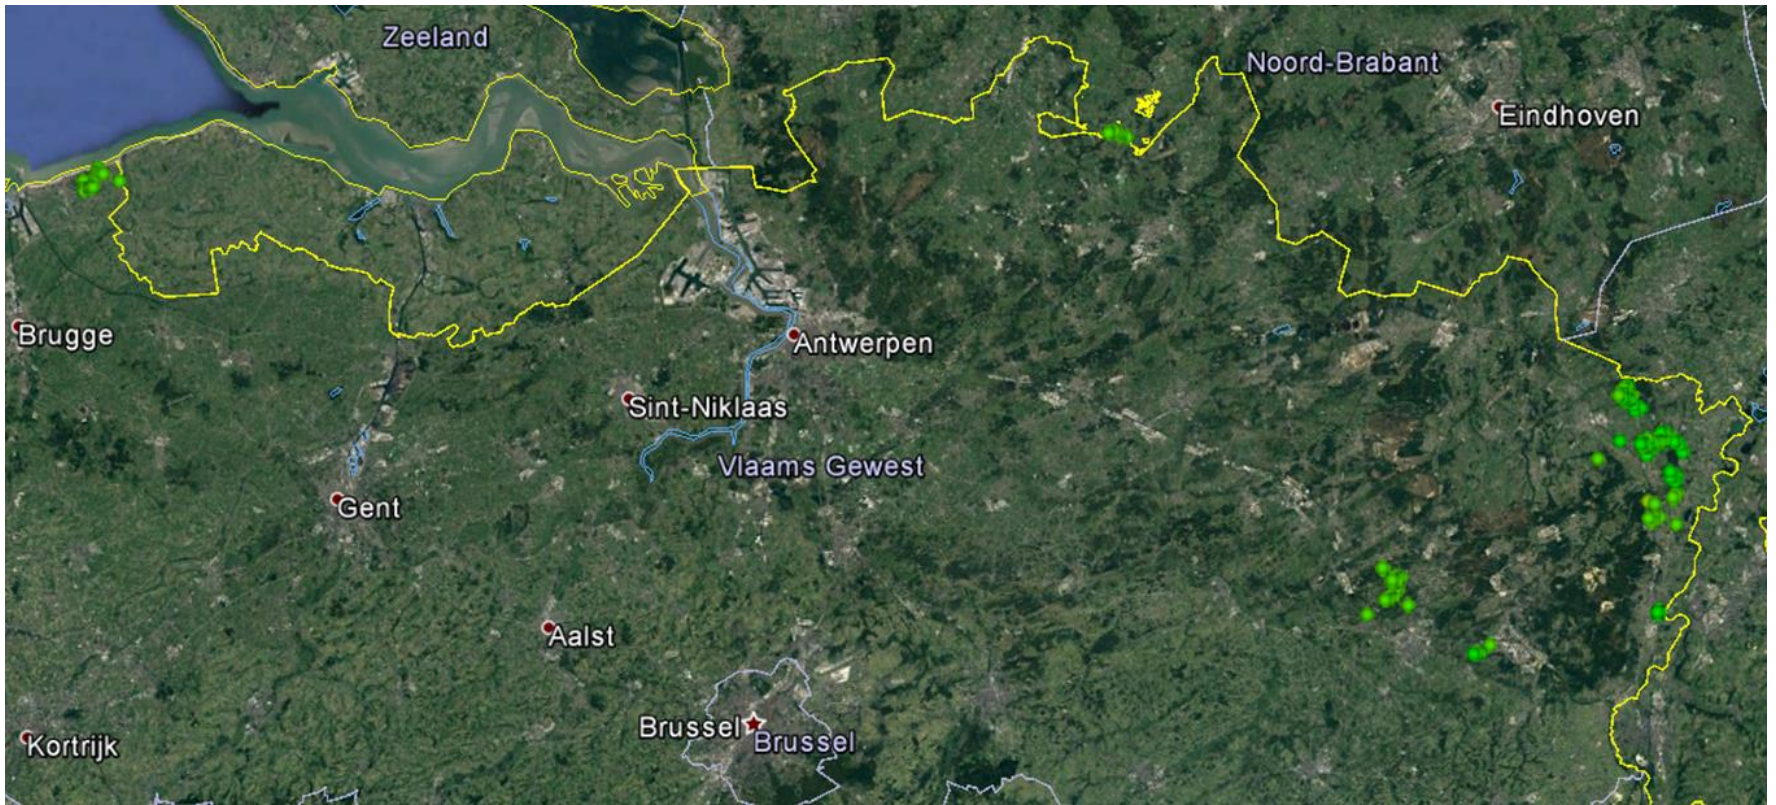 Zeeland
Noord-Brabant
Eindhoven
Brugge
Antwerpen
Sint-Niklaas
Vlaams Gewest
Gent
Aalst
Brussel
Brussel
Kortrijk